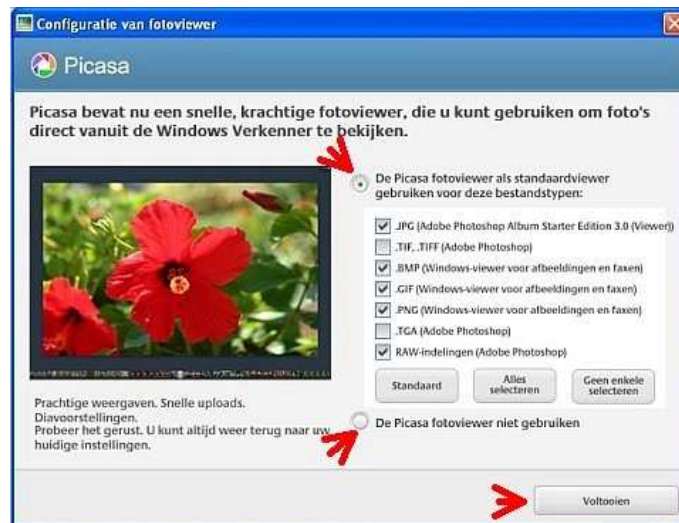 Configuratie van fotoviewer
Picasa
Picasa bevat nu een snelle, krachtige fotoviewer, die u kunt gebruiken om foto's
direct vanuit de Windows Verkenner te bekijken.
De Picasa fotoviewer als standaardviewer
gebruiken voor deze bestandstypen:
.JPG (Adobe Photoshop Album Starter Edition 3.0 (Viewer))
.TIF, .TIFF (Adobe Photoshop)
.BMP (Windows-viewer voor afbeeldingen en faxen)
.GIF (Windows-viewer voor afbeeldingen en faxen)
.PNG (Windows-viewer voor afbeeldingen en faxen)
.TGA (Adobe Photoshop)
RAW-indelingen (Adobe Photoshop)
Standaard
Alles
selecteren
Geen enkele
selecteren
Prachtige weergaven. Snelle uploads.
Diavoorstellingen.
Probeer het gerust. U kunt altijd weer terug naar uw
huidige instellingen.
De Picasa fotoviewer niet gebruiken
Voltooien